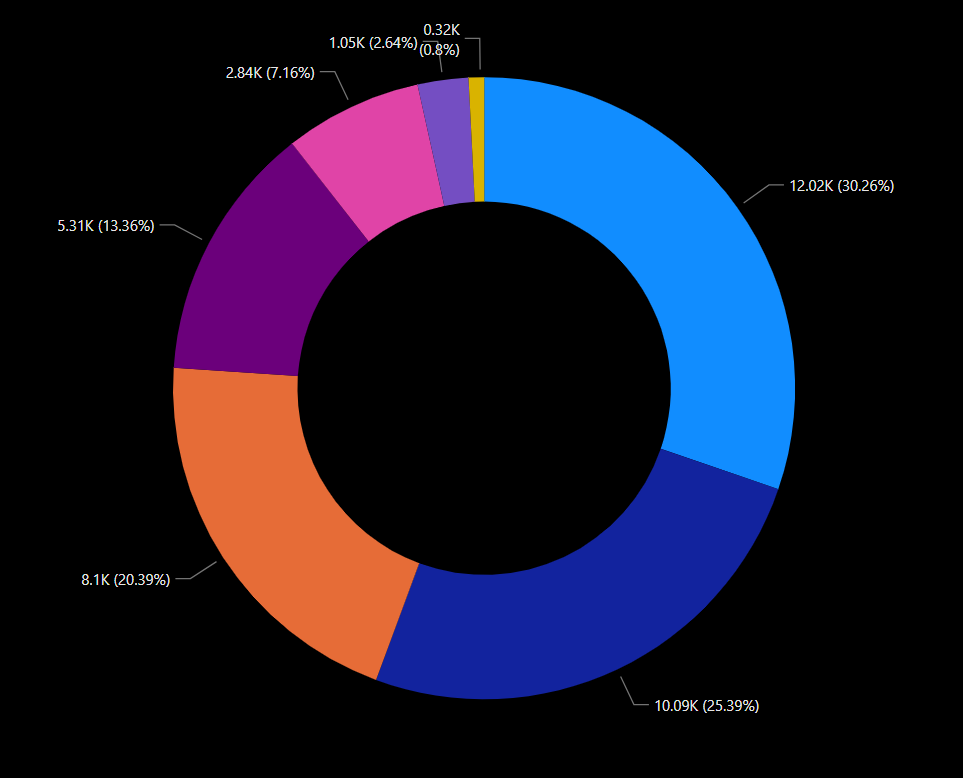 0.32K
(0.8%)
1.05K (2.64%)
2.84K (7.16%)
12.02K (30.26%)
5.31K (13.36%)
8.1K (20.39%)
10.09K (25.39%)